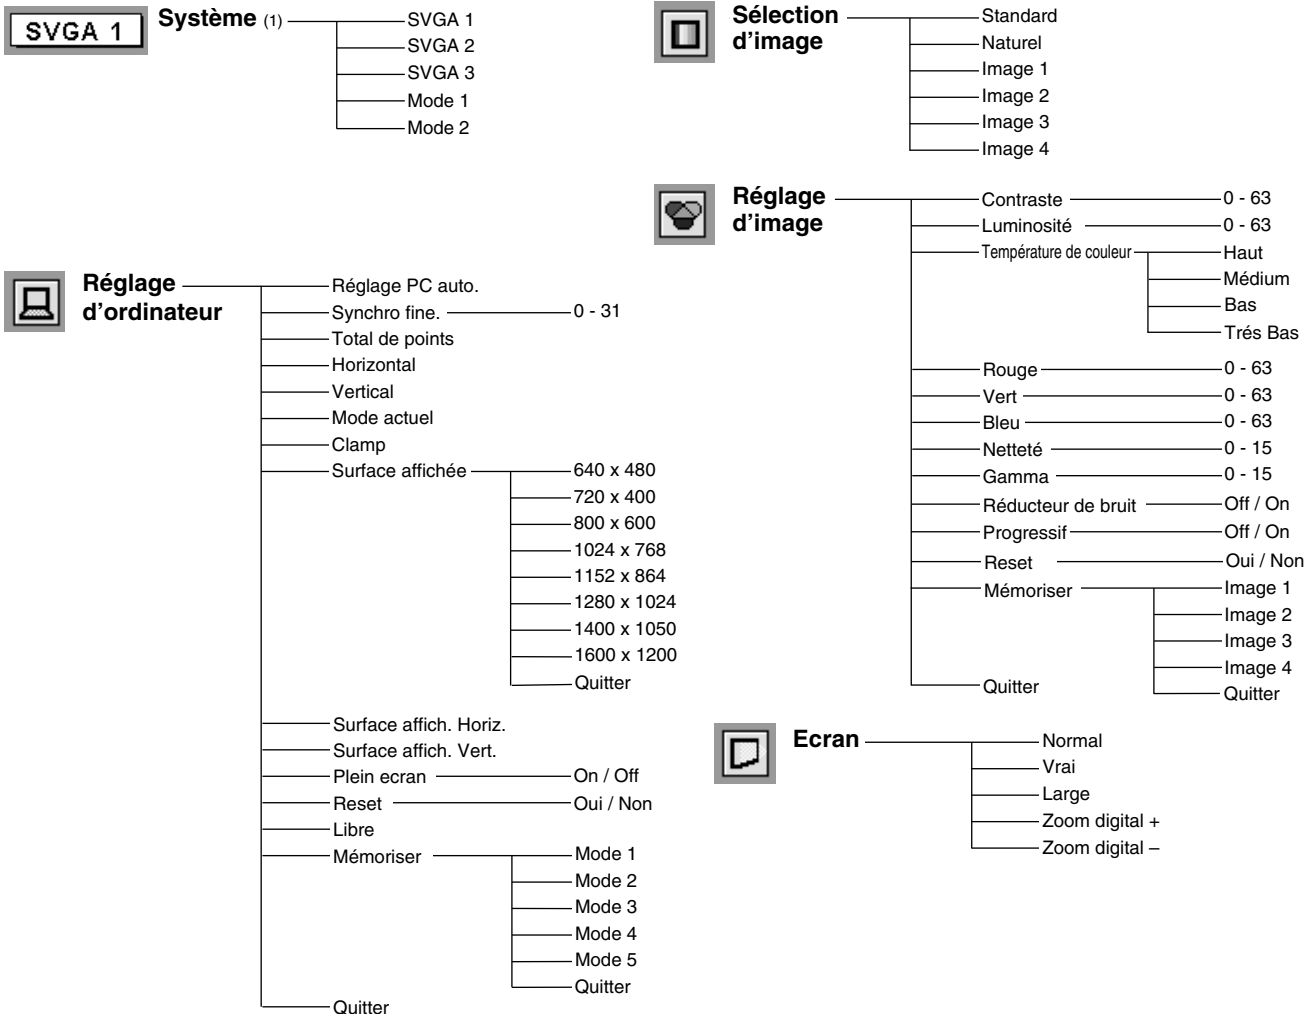 SVGA 1
Système (1)
SVGA 1
SVGA 2
SVGA 3
Mode 1
Mode 2
Réglage
d'ordinateur
Réglage PC auto.
Synchro fine.
0 - 31
Total de points
Horizontal
Vertical
Mode actuel
Clamp
Surface affichée
640 x 480
720 x 400
800 x 600
1024 x 768
1152 x 864
1280 x 1024
1400 x 1050
1600 x 1200
Quitter
Surface affich. Horiz.
Surface affich. Vert.
Plein ecran
On / Off
Reset
Oui / Non
Libre
Mémoriser
Mode 1
Mode 2
Mode 3
Mode 4
Mode 5
Quitter
Quitter
Sélection
d'image
Standard
Naturel
Image 1
Image 2
Image 3
Image 4
Réglage
d'image
Contraste
0 - 63
Luminosité
0 - 63
Température de couleur
Haut
Médium
Bas
Trés Bas
Rouge
0 - 63
Vert
0 - 63
Bleu
0 - 63
Netteté
0 - 15
Gamma
0 - 15
Réducteur de bruit
Off / On
Progressif
Off / On
Reset
Oui / Non
Mémoriser
Image 1
Image 2
Image 3
Image 4
Quitter
Quitter
Ecran
Normal
Vrai
Large
Zoom digital +
Zoom digital –